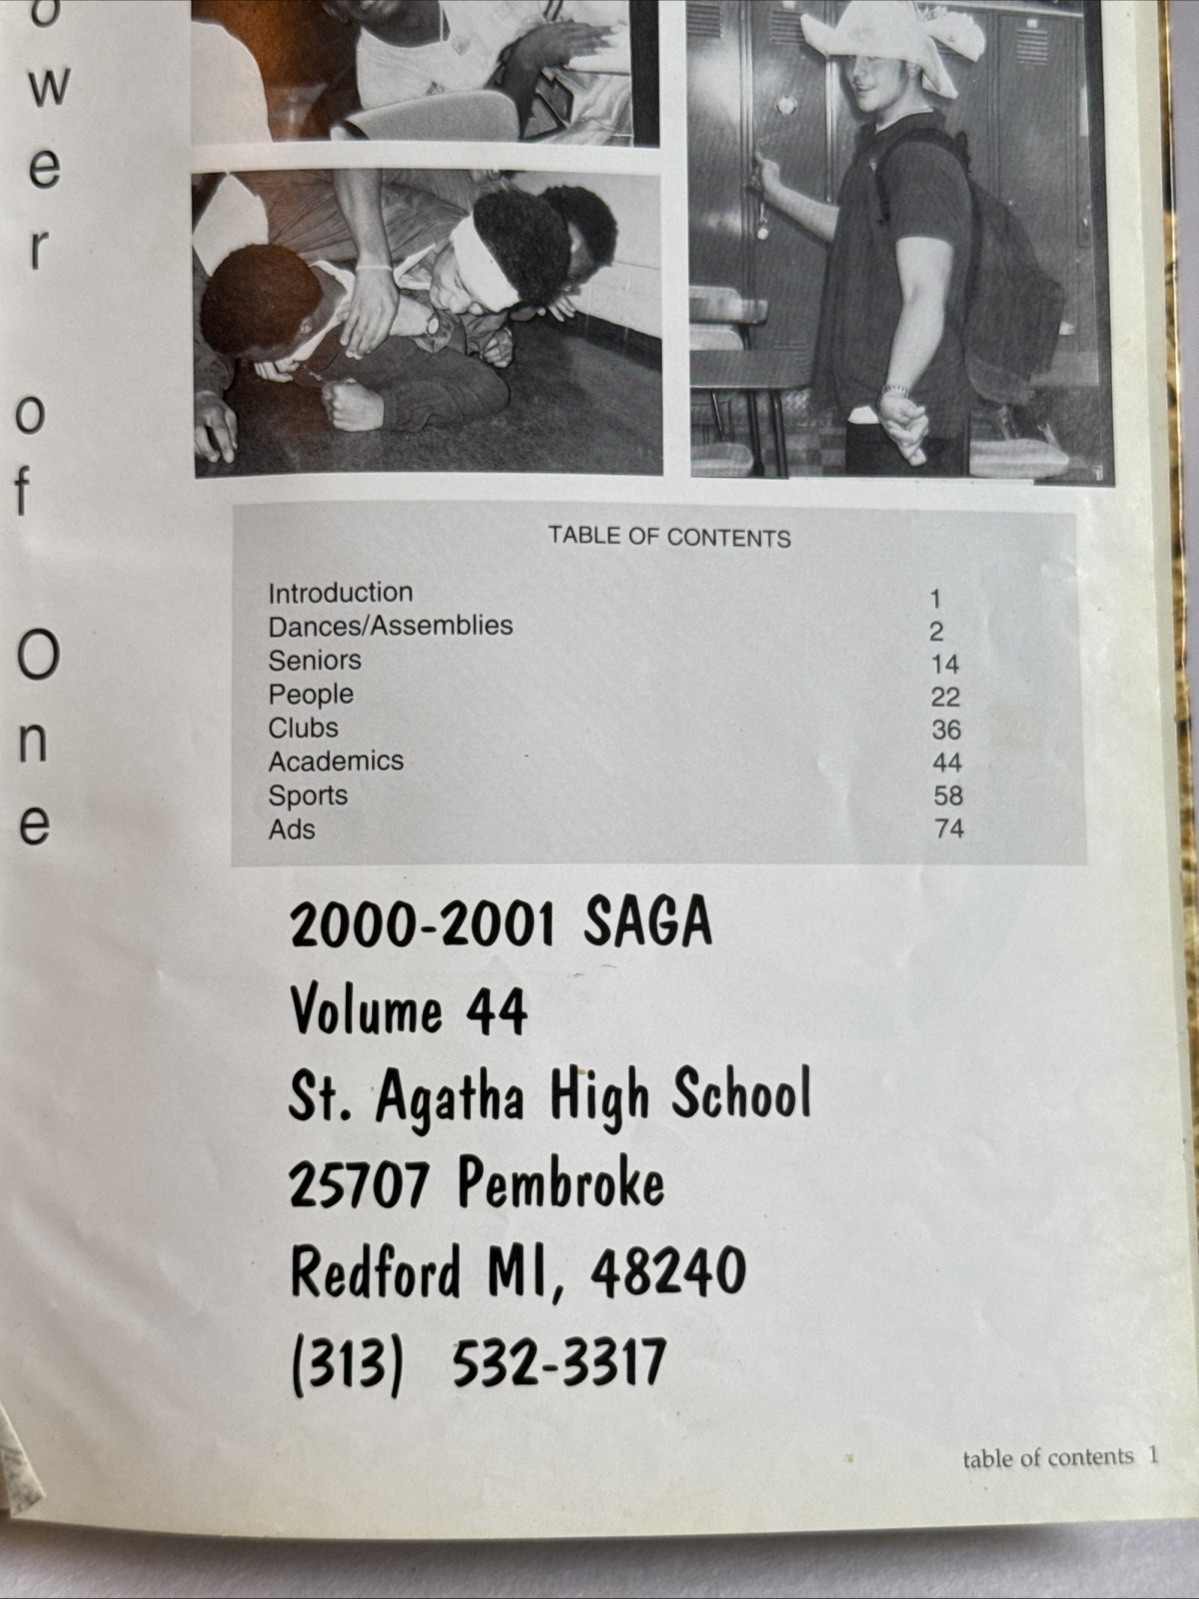 ower of One
TABLE OF CONTENTS
Introduction 1
Dances/Assemblies 2
Seniors 14
People 22
Clubs 36
Academics 44
Sports 58
Ads 74
2000-2001 SAGA
Volume 44
St. Agatha High School
25707 Pembroke
Redford MI, 48240
(313) 532-3317
table of contents 1